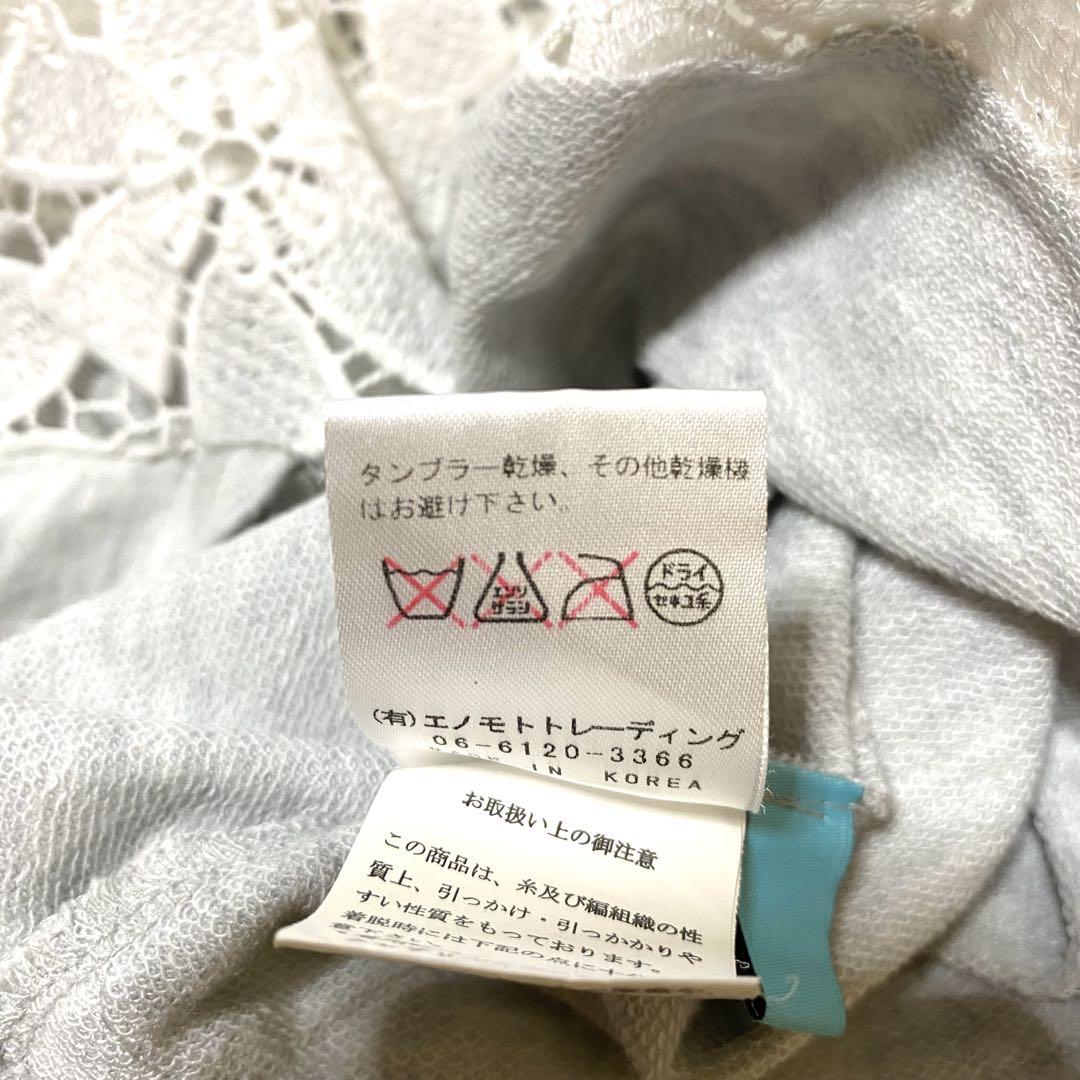 タンブラー乾燥、その他乾燥機
はお避け下さい。
エンソ
サラシ
ドライ
セキユ系
(有)エノモトトレーディング
06-6120-3366
MADE IN KOREA
お取扱い上の御注意
この商品は、糸及び編組織の性
質上、引っかけ・引っかかりや
すい性質をもっております。
着脱時には下記の点に十分